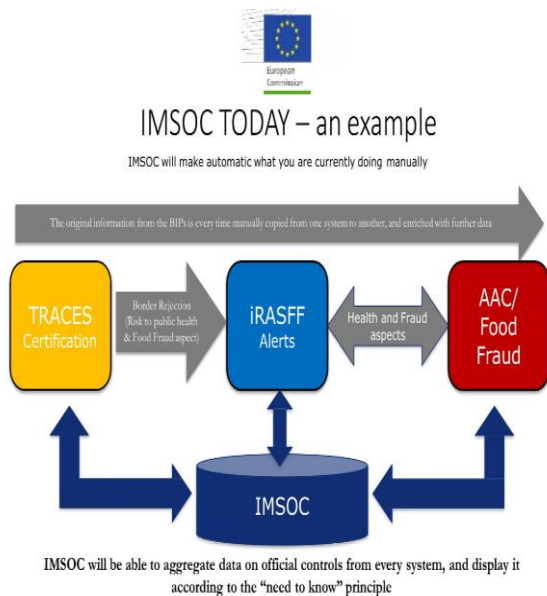 European
Commission
IMSOC TODAY – an example
IMSOC will make automatic what you are currently doing manually
The original information from the BIPs is every time manually copied from one system to another, and enriched with further data
TRACES
Certification
Border Rejection
(Risk to public health
& Food Fraud aspect)
iRASFF
Alerts
Health and Fraud
aspects
AAC/
Food
Fraud
IMSOC
IMSOC will be able to aggregate data on official controls from every system, and display it
according to the “need to know” principle